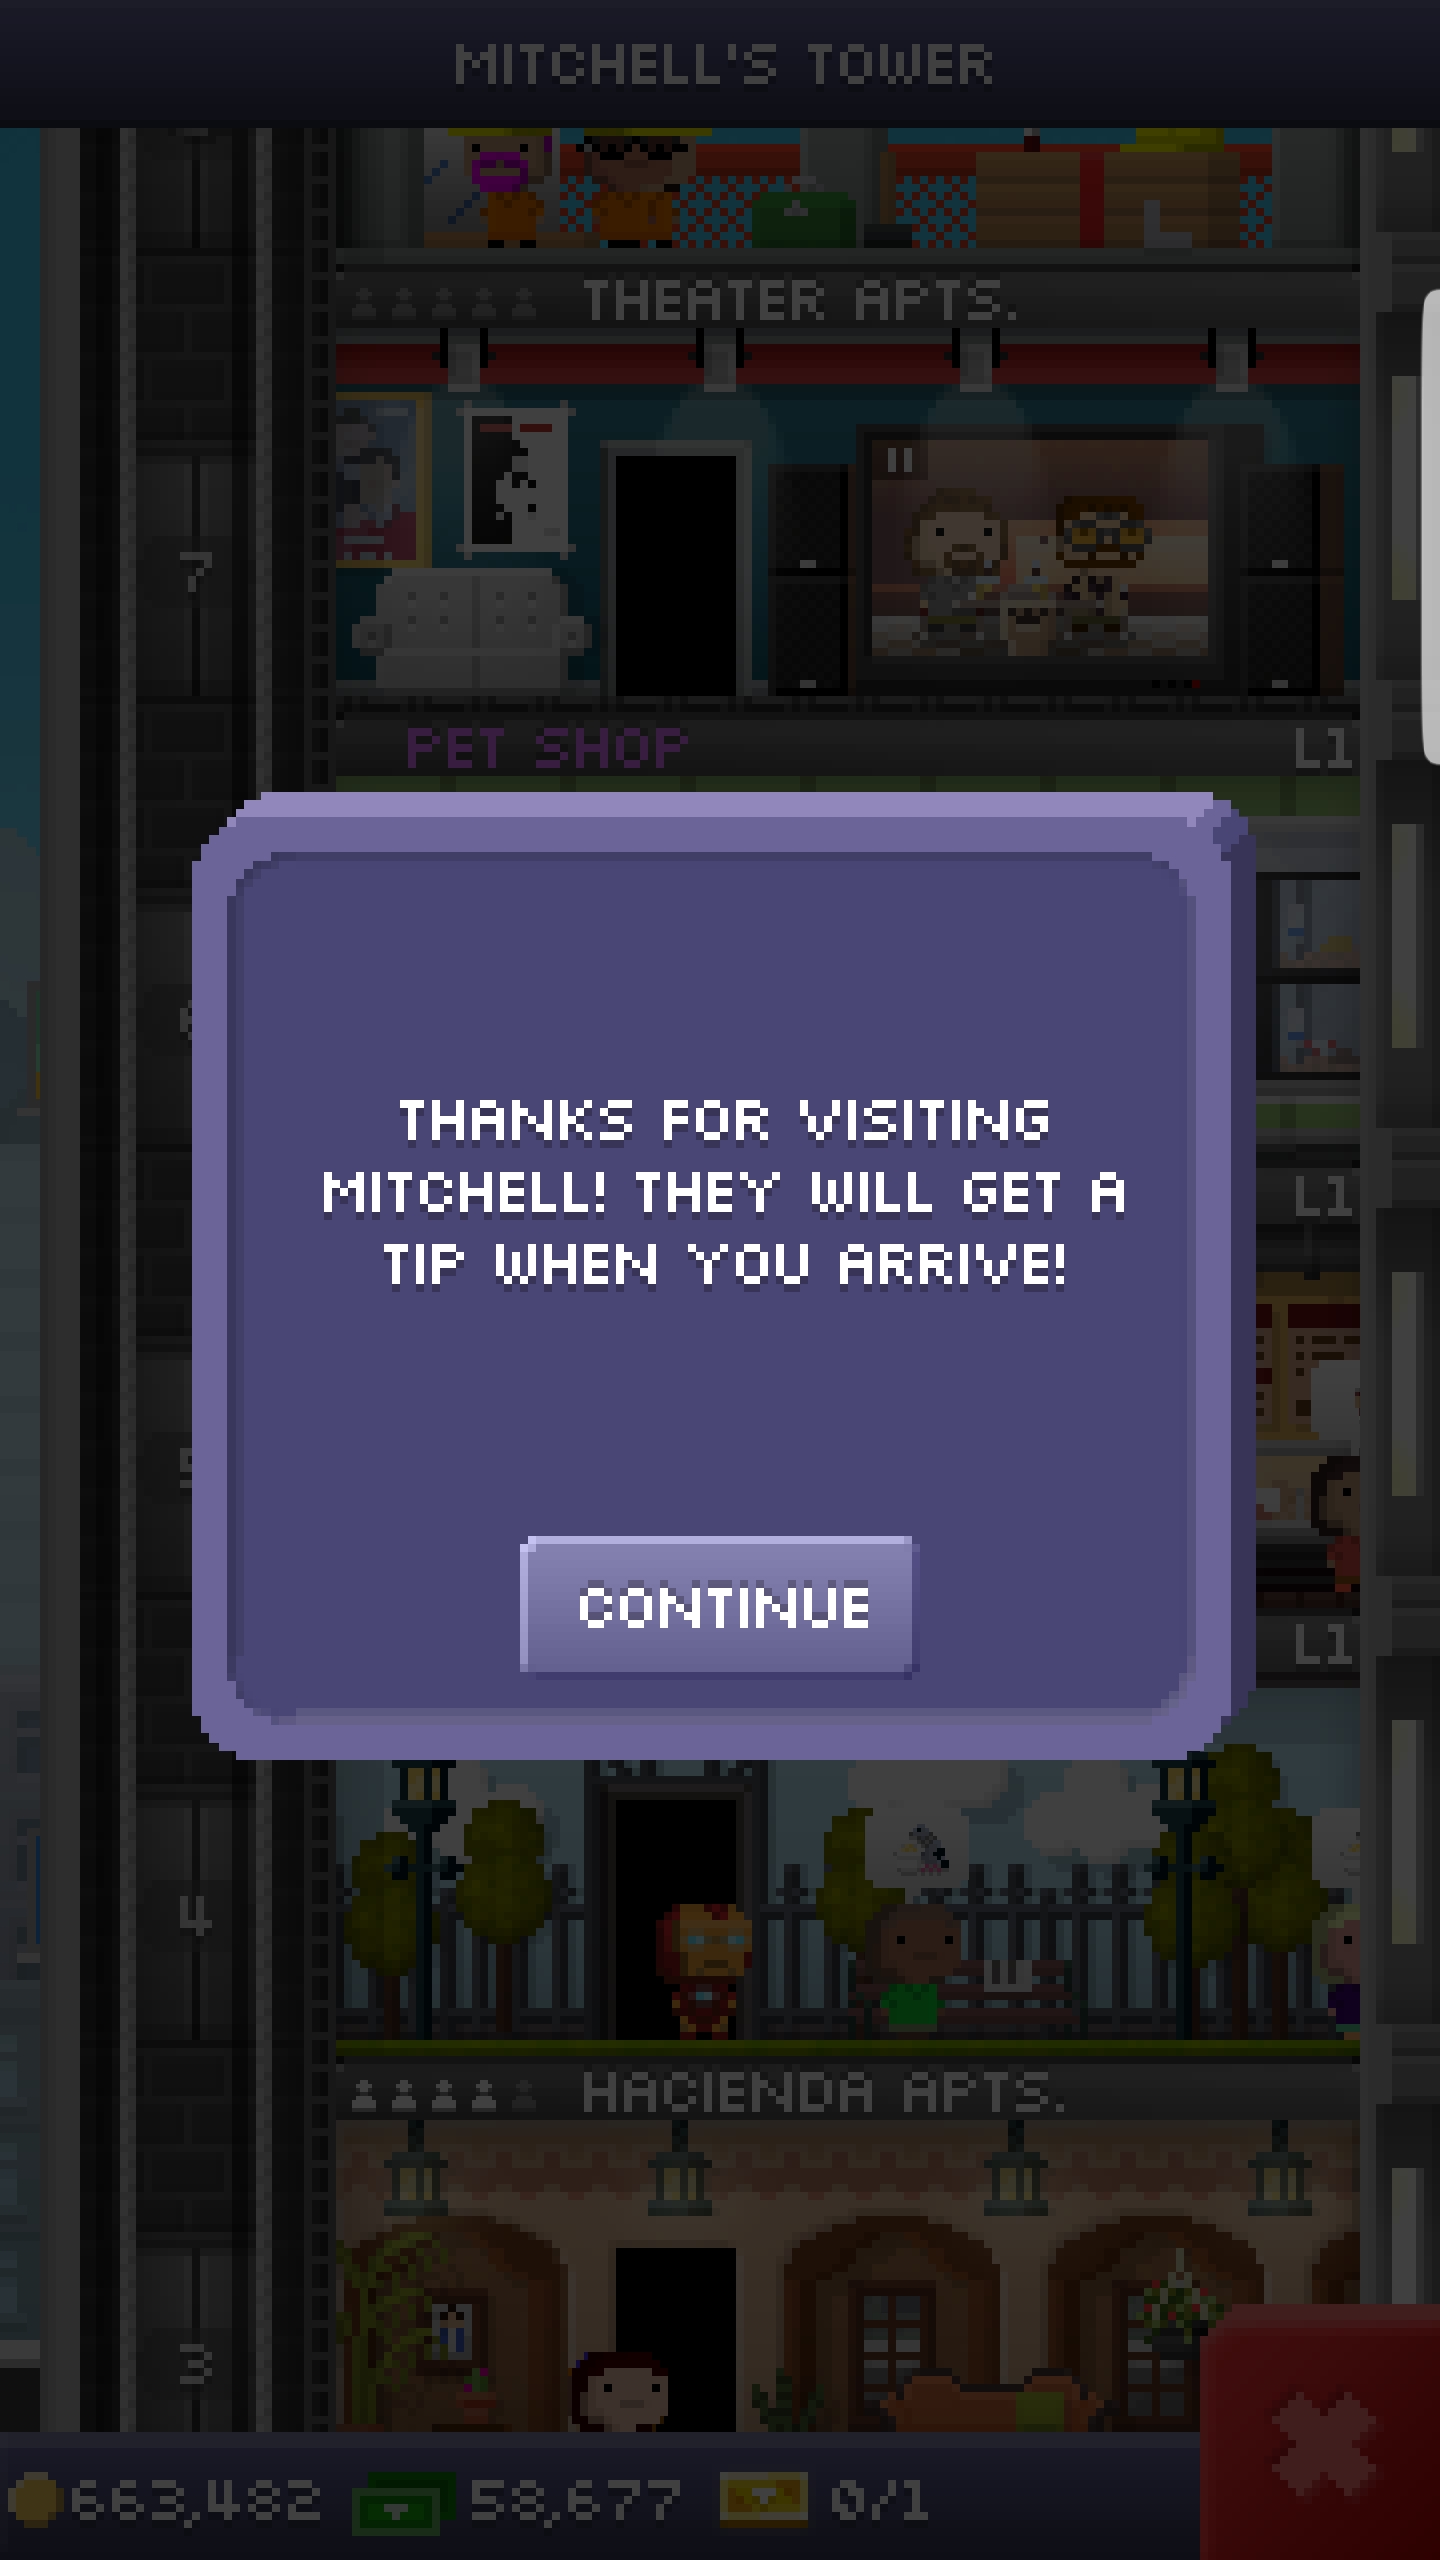 MITCHELL'S TOWER
THEATER APTS.
7
PET SHOP L1
L1
THANKS FOR VISITING
MITCHELL! THEY WILL GET A
TIP WHEN YOU ARRIVE!
CONTINUE
L1
4
HACIENDA APTS.
3
663,482 58,677 0/1